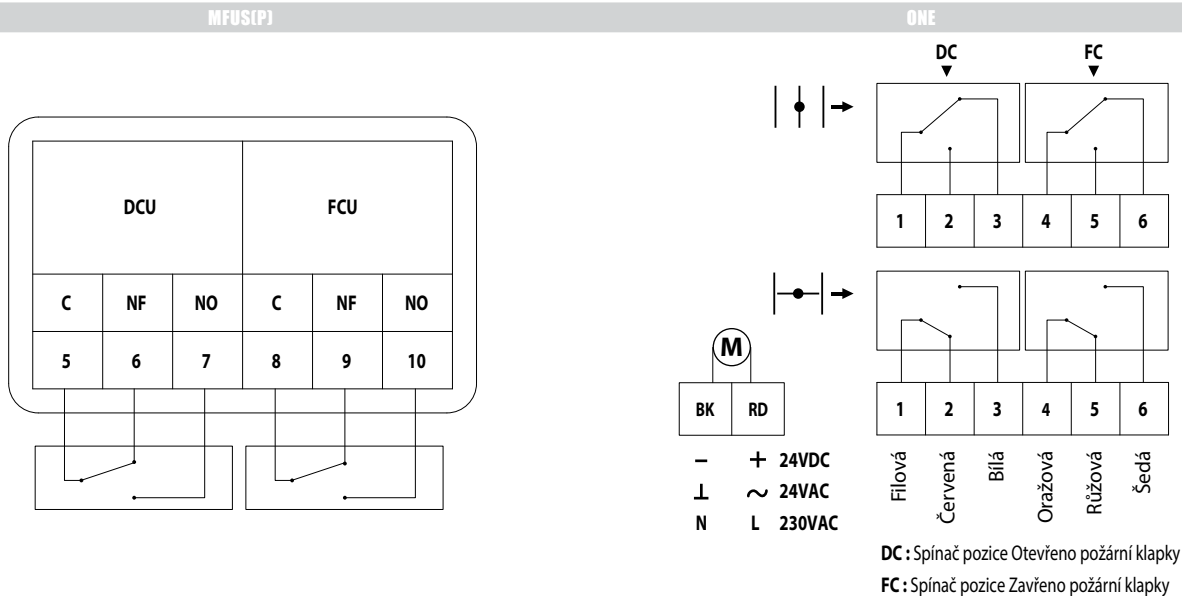 MFUS(P)
ONE
DCU FCU
C NF NO C NF NO
5 6 7 8 9 10
DC FC
1 2 3 4 5 6
M
BK RD
– + 24VDC
⊥ ~ 24VAC
N L 230VAC
1 2 3 4 5 6
Filová
Červená
Bílá
Oražová
Růžová
Šedá
DC : Spínač pozice Otevřeno požární klapky
FC : Spínač pozice Zavřeno požární klapky